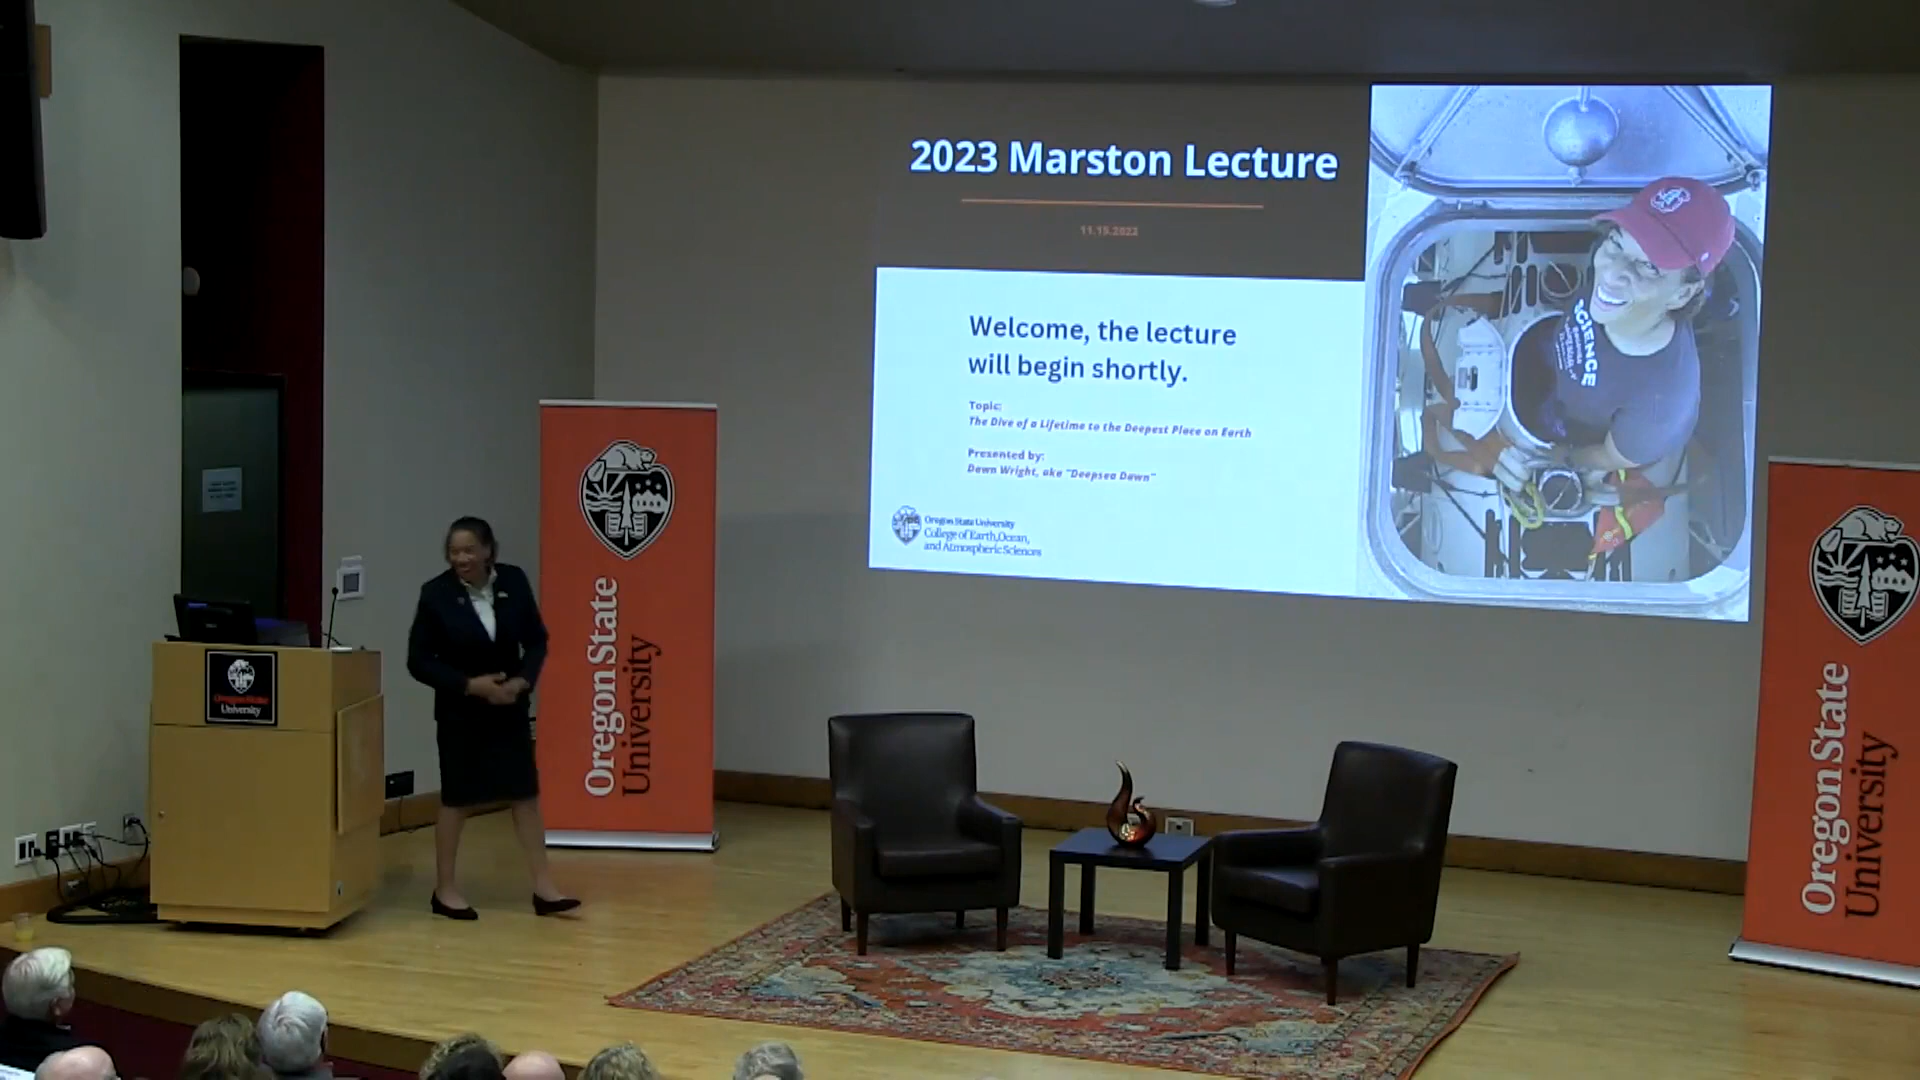 2023 Marston Lecture
11.15.2023
Welcome, the lecture
will begin shortly.
Topic:
The Dive of a Lifetime to the Deepest Place on Earth
Presented by:
Dawn Wright, aka "Deepsea Dawn"
Oregon State University
College of Earth, Ocean,
and Atmospheric Sciences
SCIENCE
Oregon State
University
Oregon State
University
Oregon State
University